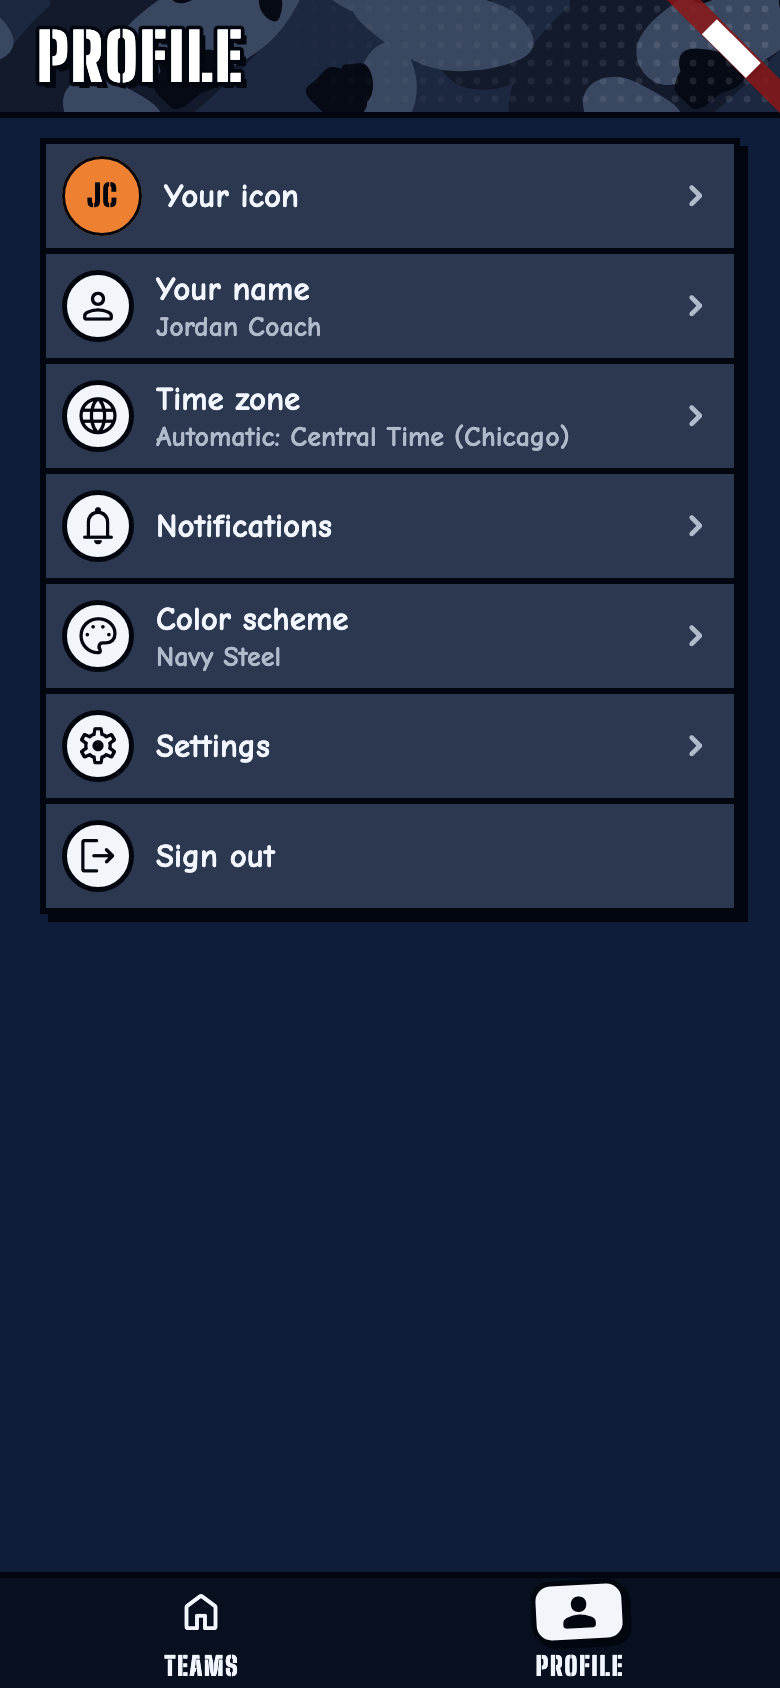 PROFILE
JC
Your icon
Your name
Jordan Coach
Time zone
Automatic: Central Time (Chicago)
Notifications
Color scheme
Navy Steel
Settings
Sign out
TEAMS
PROFILE